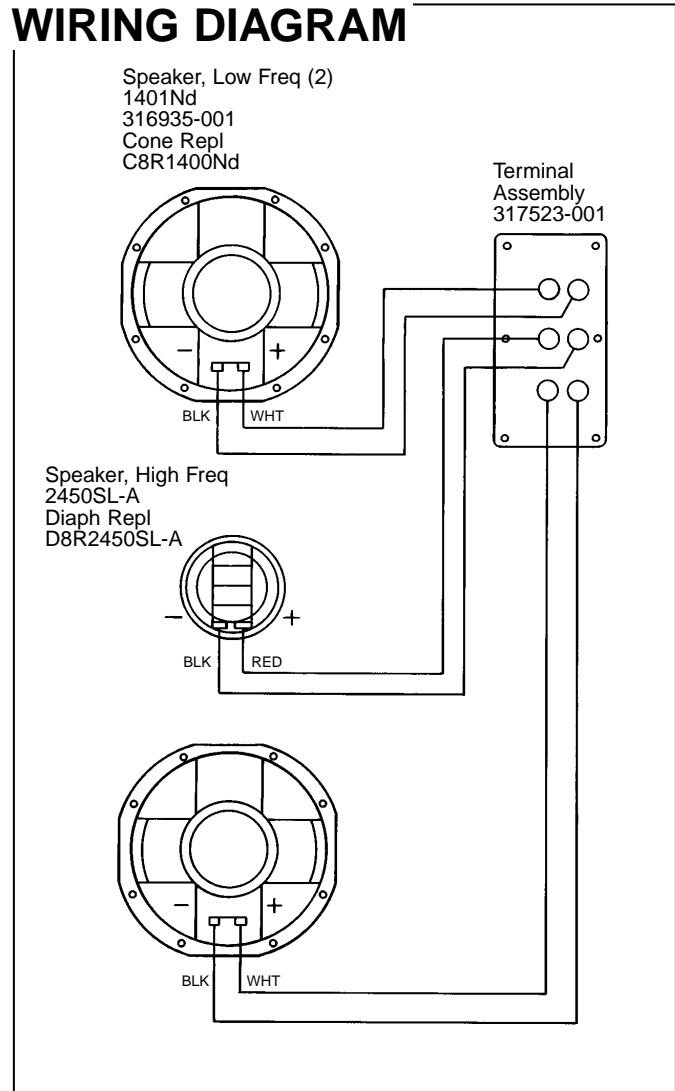 WIRING DIAGRAM
Speaker, Low Freq (2)
1401Nd
316935-001
Cone Repl
C8R1400Nd
Terminal
Assembly
317523-001
− +
BLK WHT
Speaker, High Freq
2450SL-A
Diaph Repl
D8R2450SL-A
− +
BLK RED
− +
BLK WHT